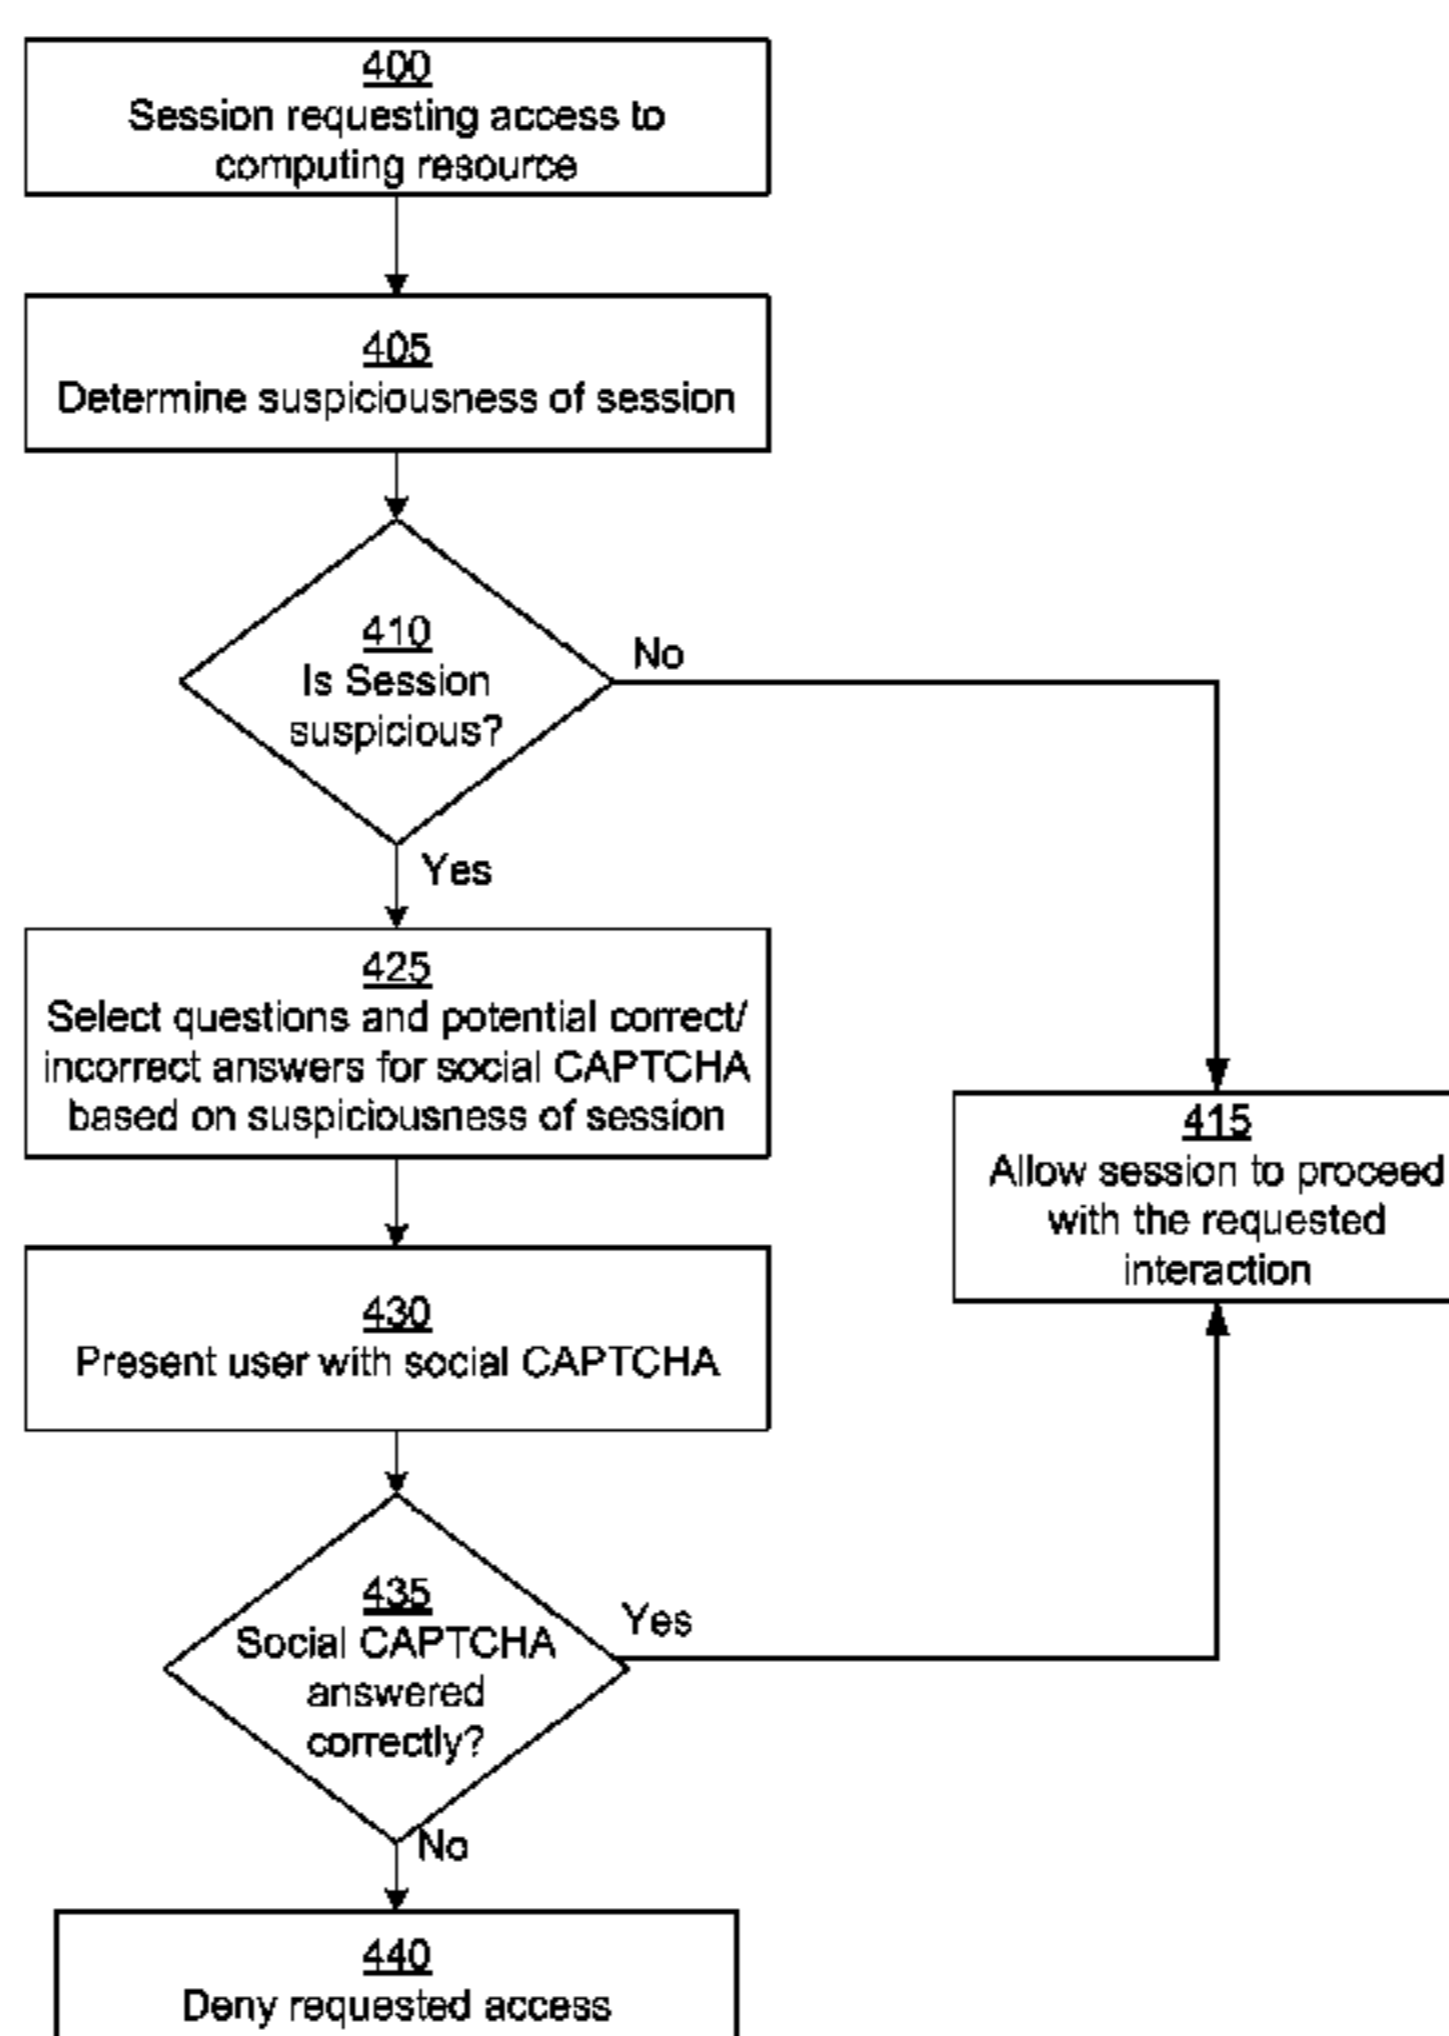 400
Session requesting access to
computing resource
405
Determine suspiciousness of session
410
Is Session
suspicious?
No
Yes
425
Select questions and potential correct/
incorrect answers for social CAPTCHA
based on suspiciousness of session
415
Allow session to proceed
with the requested
interaction
430
Present user with social CAPTCHA
435
Social CAPTCHA
answered
correctly?
Yes
No
440
Deny requested access